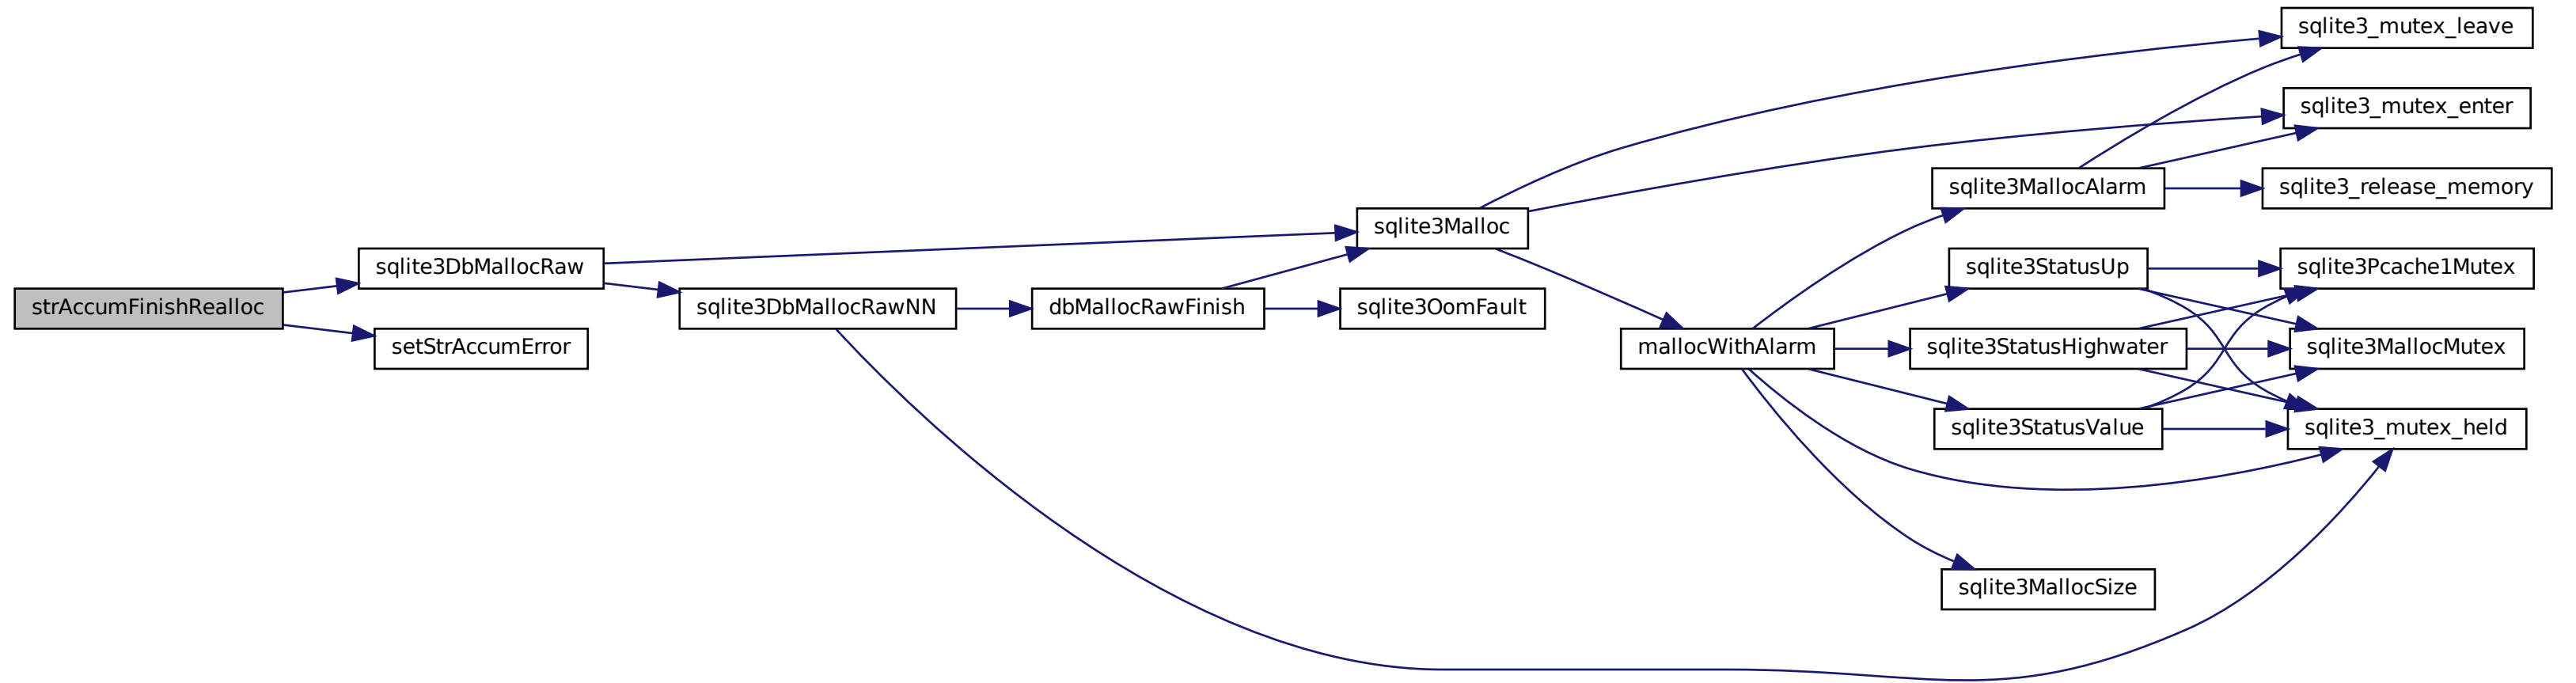 strAccumFinishRealloc
sqlite3DbMallocRaw
setStrAccumError
sqlite3DbMallocRawNN
dbMallocRawFinish
sqlite3Malloc
sqlite3OomFault
mallocWithAlarm
sqlite3MallocAlarm
sqlite3StatusUp
sqlite3StatusHighwater
sqlite3StatusValue
sqlite3MallocSize
sqlite3_mutex_leave
sqlite3_mutex_enter
sqlite3_release_memory
sqlite3Pcache1Mutex
sqlite3MallocMutex
sqlite3_mutex_held